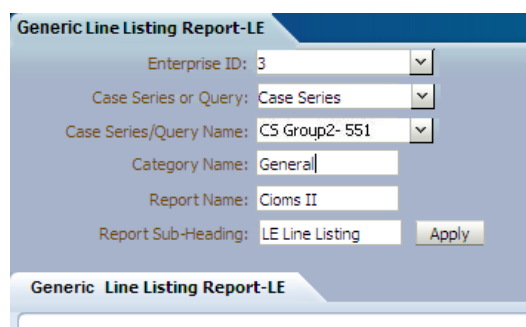 Generic Line Listing Report-LE
Enterprise ID: 3
Case Series or Query: Case Series
Case Series/Query Name: CS Group2- 551
Category Name: General
Report Name: Cioms II
Report Sub-Heading: LE Line Listing Apply
Generic Line Listing Report-LE